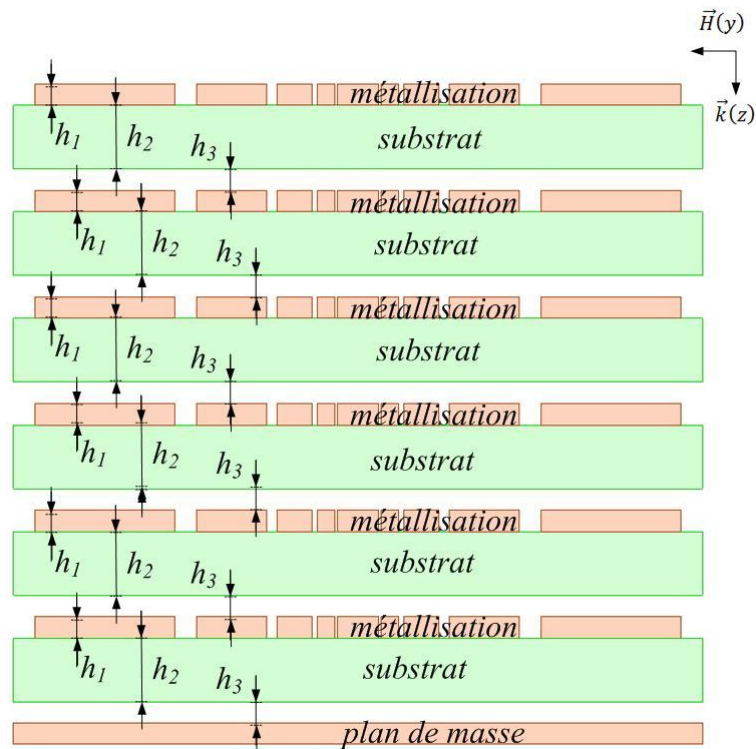 H⃗(y)
métallisation
k⃗(z)
h₁ h₂ substrat
h₃
métallisation
h₁ h₂ substrat
h₃
métallisation
h₁ h₂ substrat
h₃
métallisation
h₁ h₂ substrat
h₃
métallisation
h₁ h₂ substrat
h₃
métallisation
h₁ h₂ substrat
h₃
plan de masse